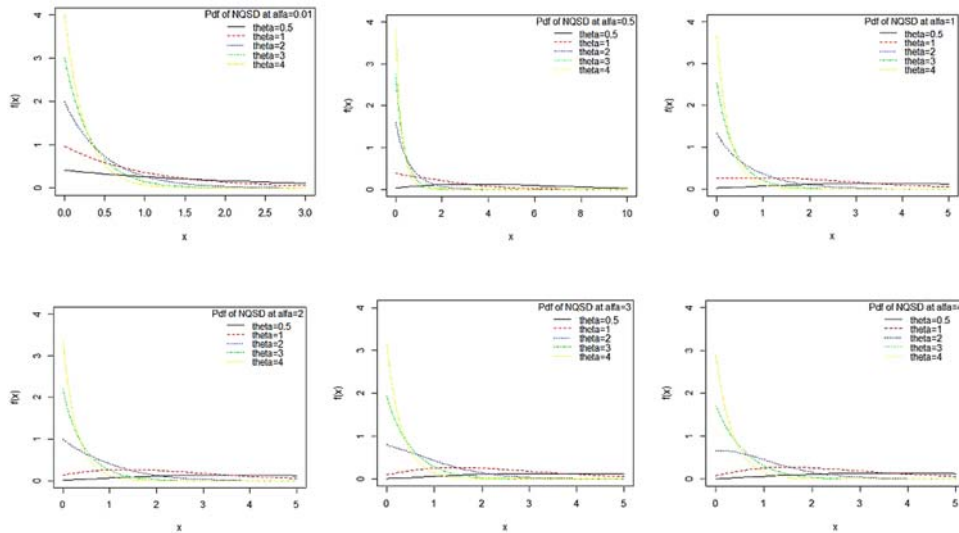 Pdf of NQSD at alfa=0.01
theta=0.5
theta=1
theta=2
theta=3
theta=4
f(x)
4
3
2
1
0
0.0 0.5 1.0 1.5 2.0 2.5 3.0
x
Pdf of NQSD at alfa=0.5
theta=0.5
theta=1
theta=2
theta=3
theta=4
f(x)
4
3
2
1
0
0 2 4 6 8 10
x
Pdf of NQSD at alfa=1
theta=0.5
theta=1
theta=2
theta=3
theta=4
f(x)
4
3
2
1
0
0 1 2 3 4 5
x
Pdf of NQSD at alfa=2
theta=0.5
theta=1
theta=2
theta=3
theta=4
f(x)
4
3
2
1
0
0 1 2 3 4 5
x
Pdf of NQSD at alfa=3
theta=0.5
theta=1
theta=2
theta=3
theta=4
f(x)
4
3
2
1
0
0 1 2 3 4 5
x
Pdf of NQSD at alfa=4
theta=0.5
theta=1
theta=2
theta=3
theta=4
f(x)
4
3
2
1
0
0 1 2 3 4 5
x